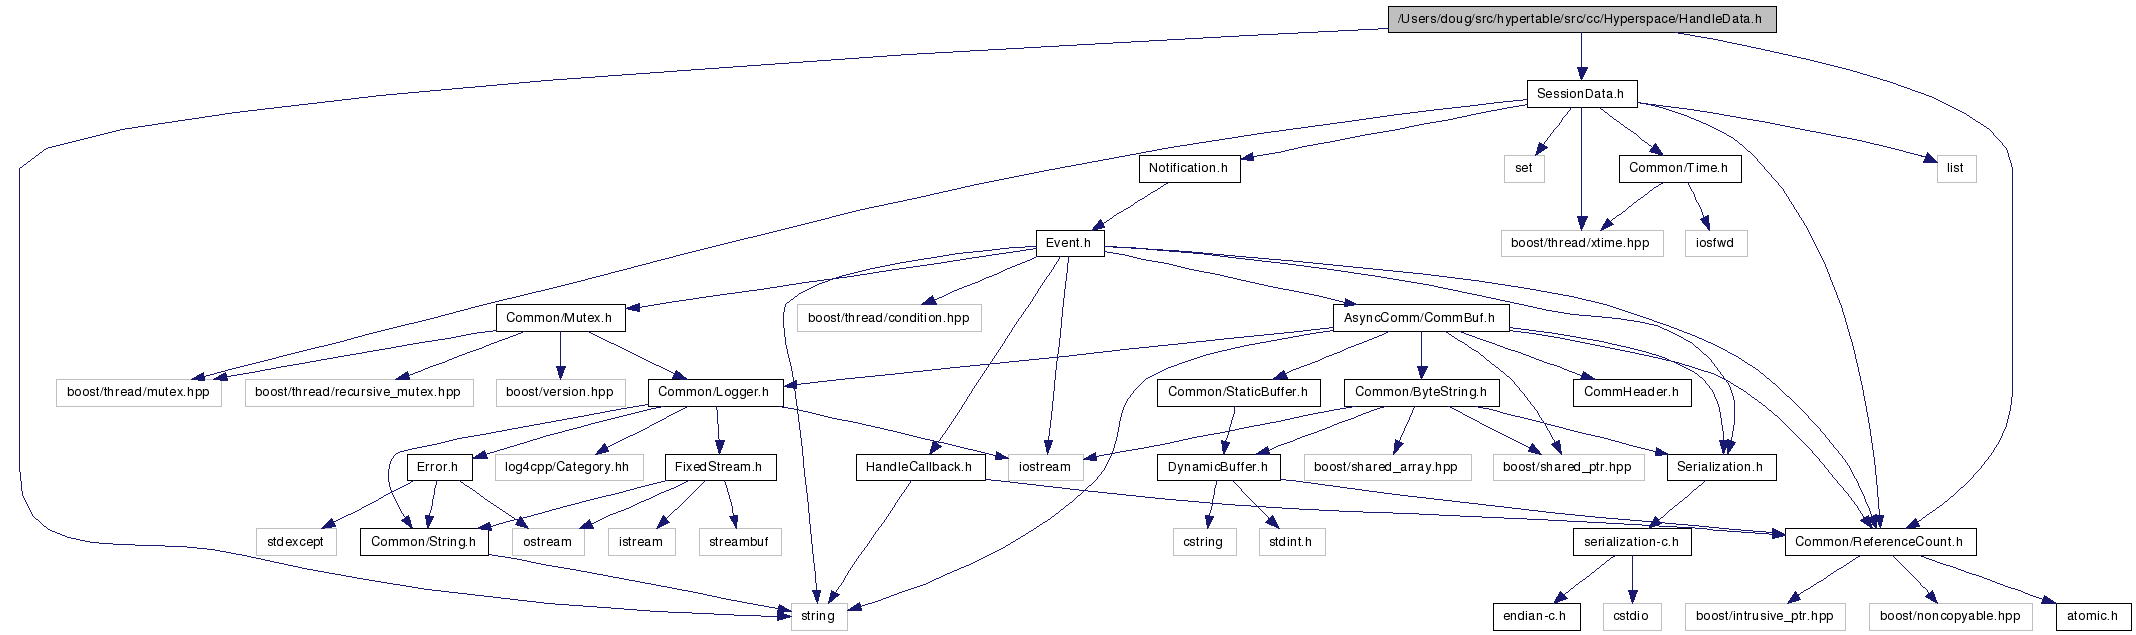 /Users/doug/src/hypertable/src/cc/Hyperspace/HandleData.h
SessionData.h
Notification.h
set
Common/Time.h
list
Event.h
boost/thread/xtime.hpp
iosfwd
Common/Mutex.h
boost/thread/condition.hpp
AsyncComm/CommBuf.h
boost/thread/mutex.hpp
boost/thread/recursive_mutex.hpp
boost/version.hpp
Common/Logger.h
Common/StaticBuffer.h
Common/ByteString.h
CommHeader.h
Error.h
log4cpp/Category.hh
FixedStream.h
HandleCallback.h
iostream
DynamicBuffer.h
boost/shared_array.hpp
boost/shared_ptr.hpp
Serialization.h
stdexcept
Common/String.h
ostream
istream
streambuf
cstring
stdint.h
serialization-c.h
Common/ReferenceCount.h
string
endian-c.h
cstdio
boost/intrusive_ptr.hpp
boost/noncopyable.hpp
atomic.h